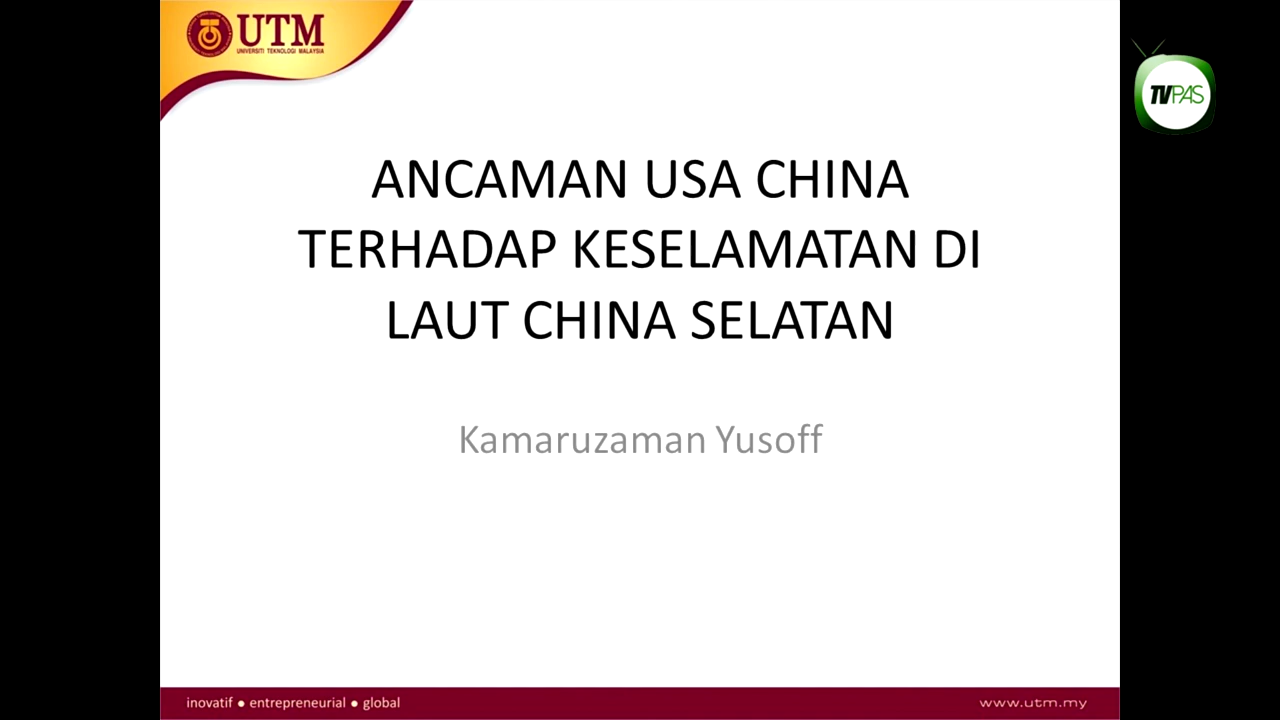 UTM
UNIVERSITI TEKNOLOGI MALAYSIA
TVPAS
ANCAMAN USA CHINA
TERHADAP KESELAMATAN DI
LAUT CHINA SELATAN
Kamaruzaman Yusoff
inovatif ● entrepreneurial ● global
www.utm.my